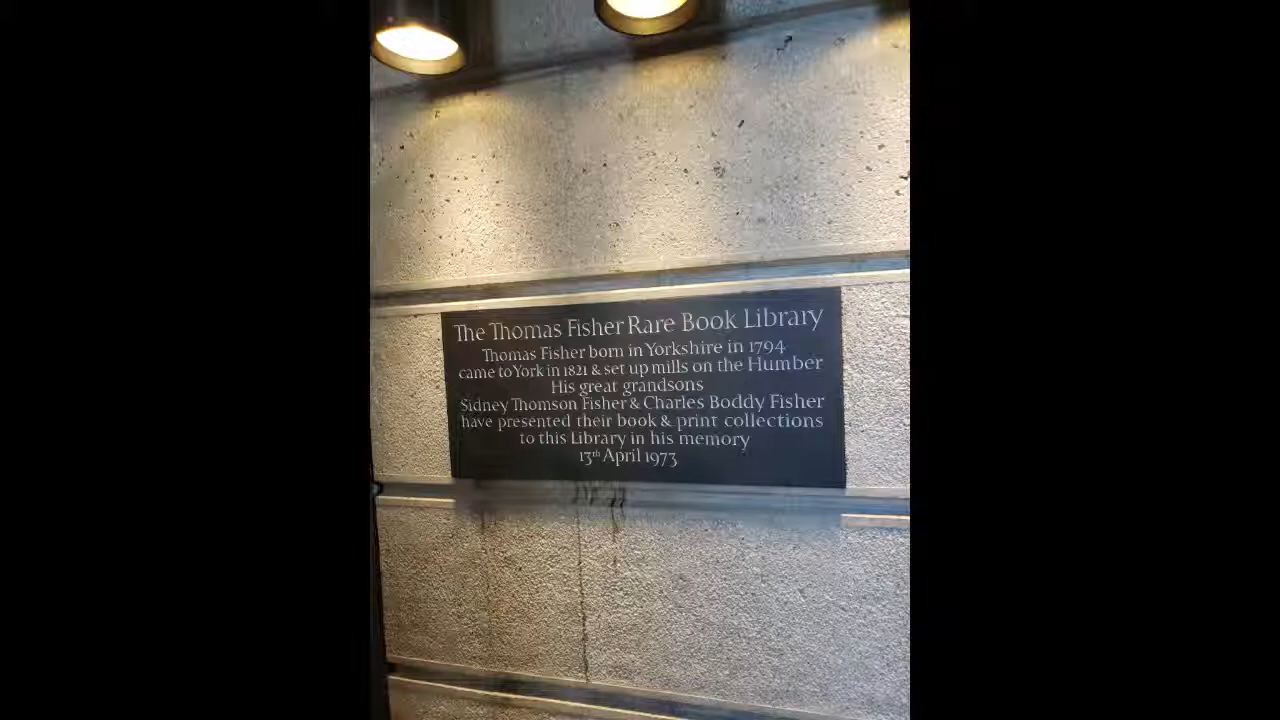 The Thomas Fisher Rare Book Library
Thomas Fisher born in Yorkshire in 1794
came to York in 1821 & set up mills on the Humber
His great grandsons
Sidney Thomson Fisher & Charles Boddy Fisher
have presented their book & print collections
to this Library in his memory
13th April 1973